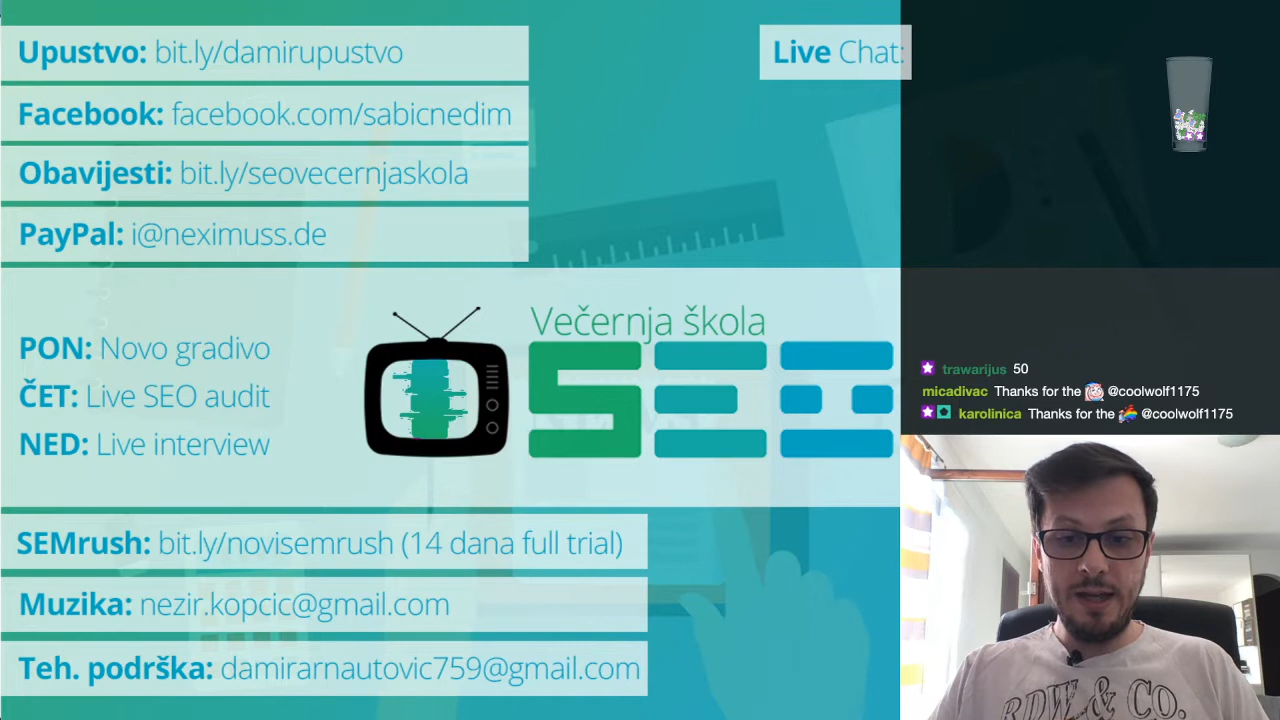 Upustvo: bit.ly/damirupustvo
Facebook: facebook.com/sabicnedim
Obavijesti: bit.ly/seovecernjaskola
PayPal: i@neximuss.de
Live Chat:
PON: Novo gradivo
ČET: Live SEO audit
NED: Live interview
Večernja škola
SEO
trawarijus 50
micadivac Thanks for the @coolwolf1175
karolinica Thanks for the @coolwolf1175
SEMrush: bit.ly/novisemrush (14 dana full trial)
Muzika: nezir.kopcic@gmail.com
Teh. podrška: damirarnautovic759@gmail.com
RDW & CO.